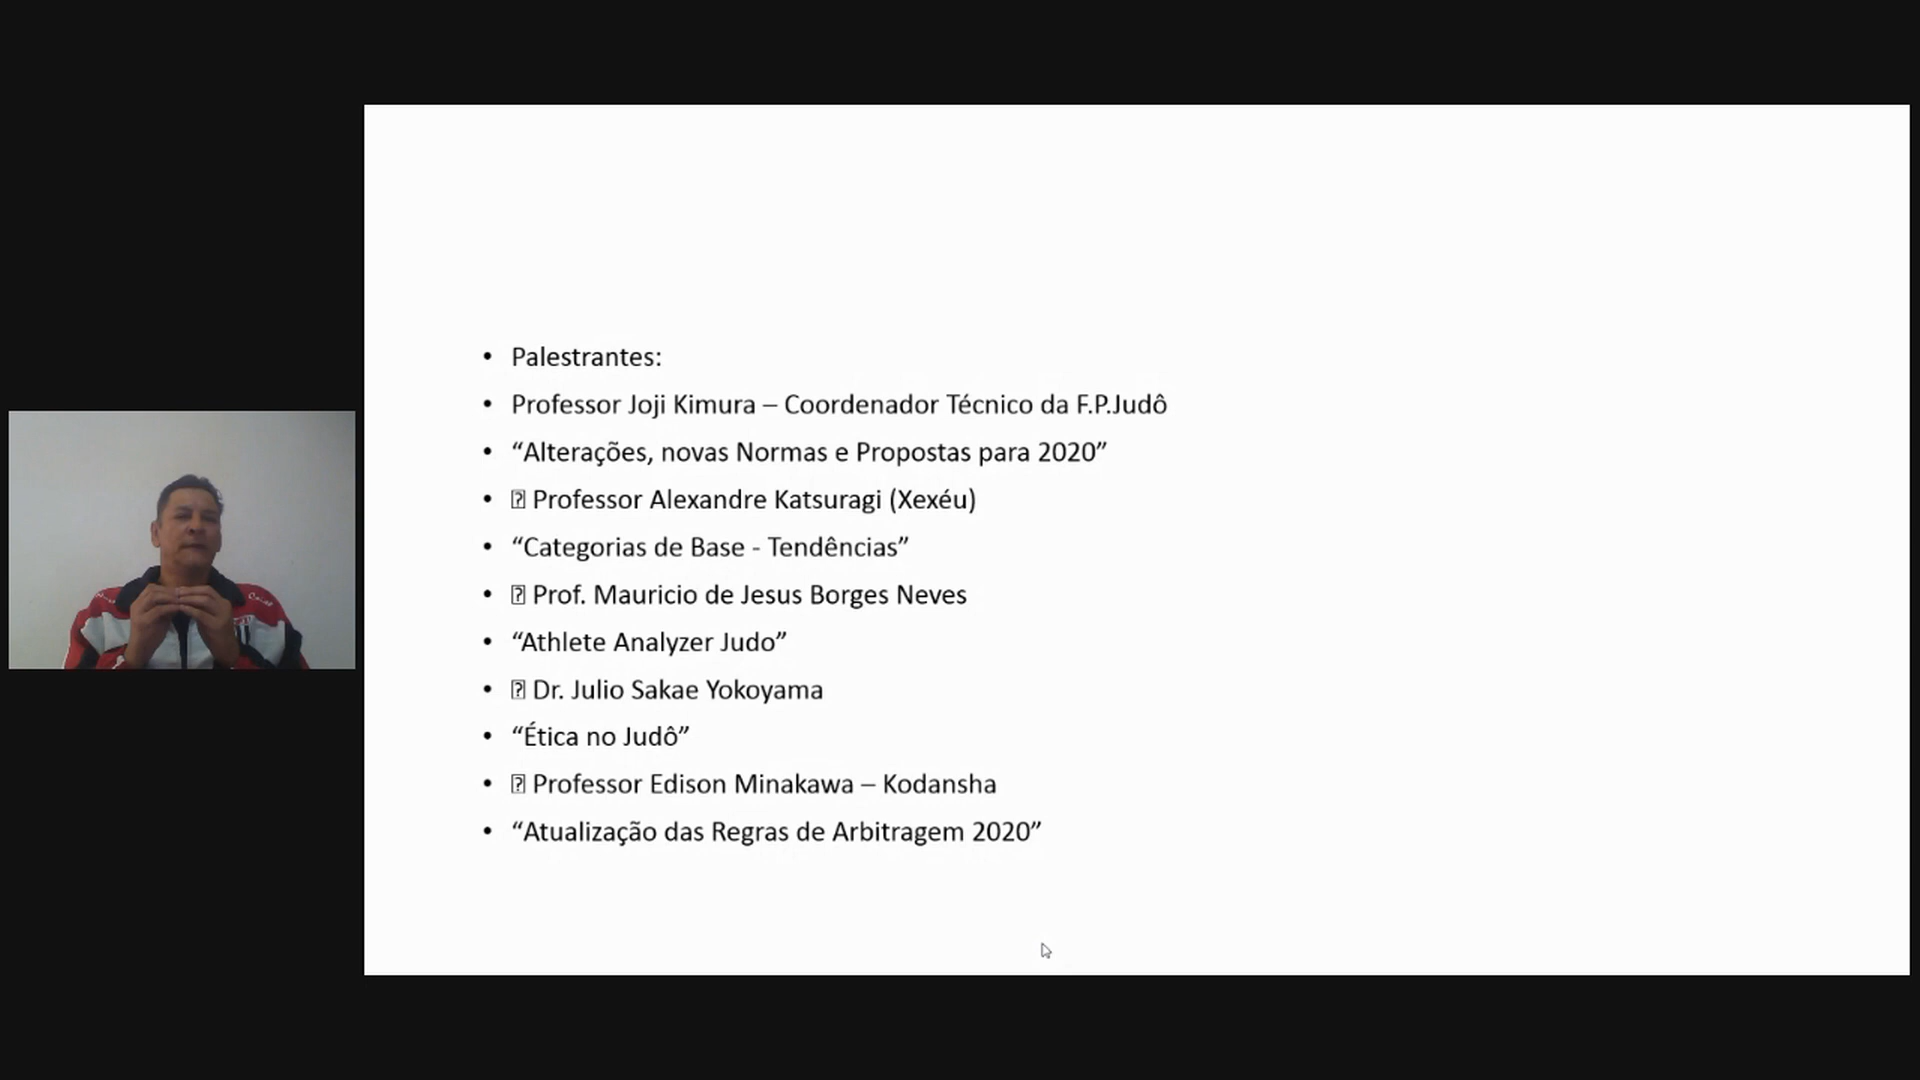 • Palestrantes:
• Professor Joji Kimura – Coordenador Técnico da F.P.Judô
• “Alterações, novas Normas e Propostas para 2020”
• ⍰ Professor Alexandre Katsuragi (Xexéu)
• “Categorias de Base - Tendências”
• ⍰ Prof. Mauricio de Jesus Borges Neves
• “Athlete Analyzer Judo”
• ⍰ Dr. Julio Sakae Yokoyama
• “Ética no Judô”
• ⍰ Professor Edison Minakawa – Kodansha
• “Atualização das Regras de Arbitragem 2020”